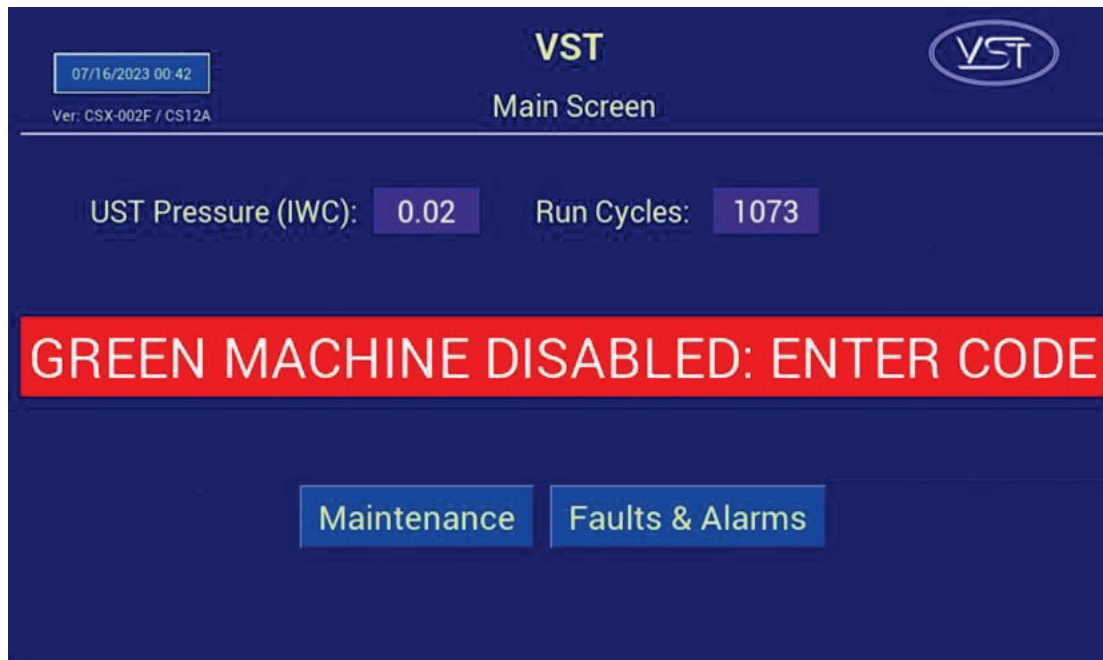 VST
VST
07/16/2023 00:42
Ver: CSX-002F / CS12A
Main Screen
UST Pressure (IWC): 0.02 Run Cycles: 1073
GREEN MACHINE DISABLED: ENTER CODE
Maintenance Faults & Alarms